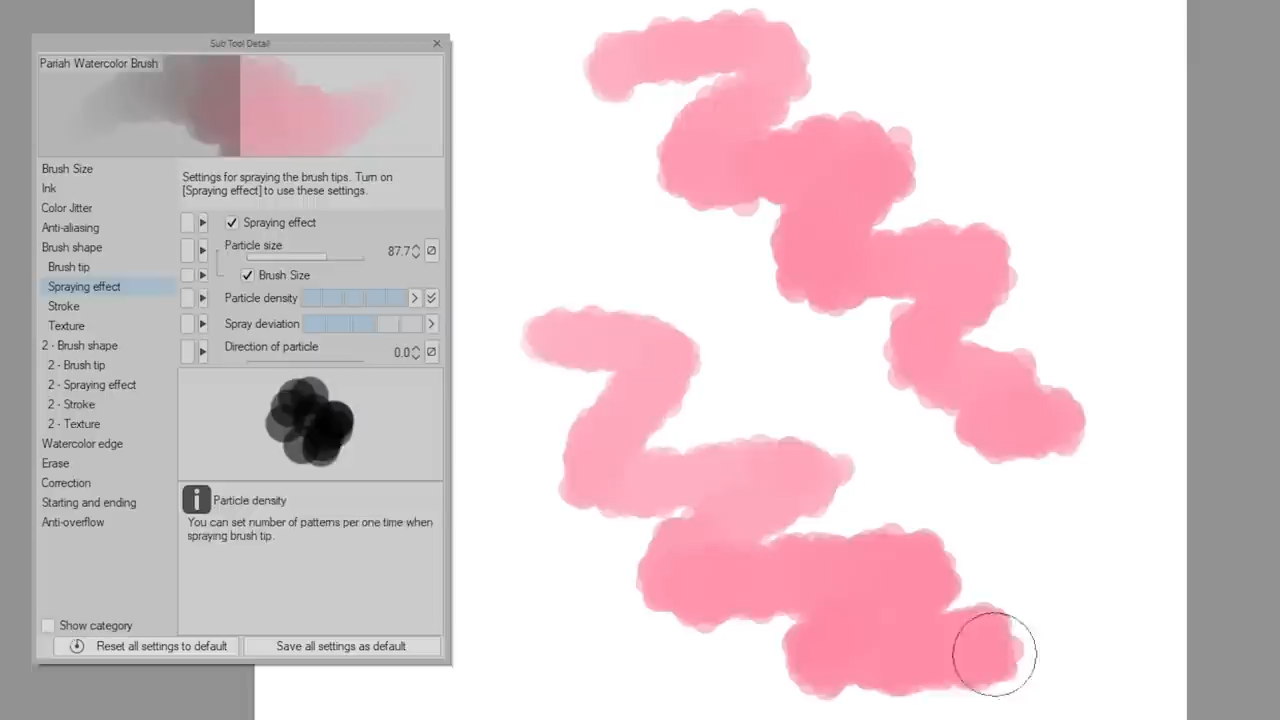 Sub Tool Detail
Pariah Watercolor Brush
Brush Size
Ink
Color Jitter
Anti-aliasing
Brush shape
Brush tip
Spraying effect
Stroke
Texture
2 - Brush shape
2 - Brush tip
2 - Spraying effect
2 - Stroke
2 - Texture
Watercolor edge
Erase
Correction
Starting and ending
Anti-overflow
Show category
Settings for spraying the brush tips. Turn on
[Spraying effect] to use these settings.
Spraying effect
Particle size 87.7
Brush Size
Particle density
Spray deviation
Direction of particle 0.0
Particle density
You can set number of patterns per one time when
spraying brush tip.
Reset all settings to default
Save all settings as default